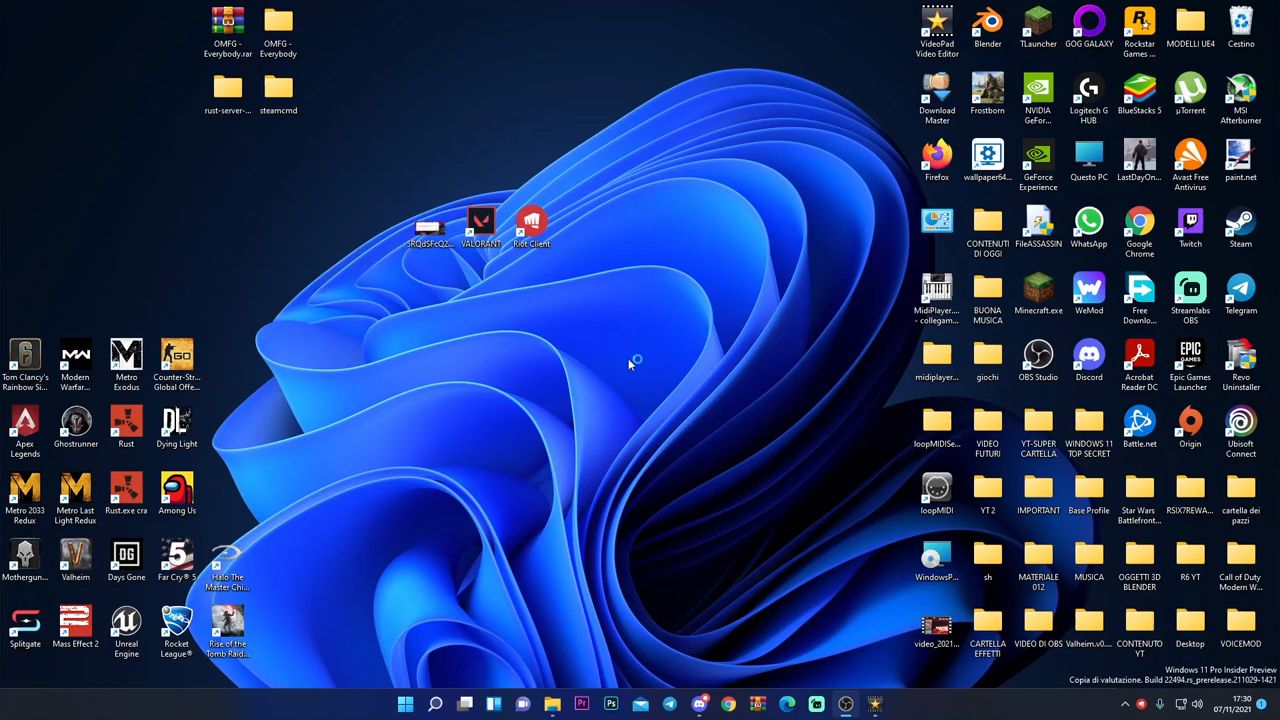 OMFG -
Everybody.rar
OMFG -
Everybody
VideoPad
Video Editor
Blender
TLauncher
GOG GALAXY
Rockstar
Games ...
MODELLI UE4
Cestino
rust-server-...
steamcmd
Download
Master
Frostborn
NVIDIA
GeFor...
Logitech G
HUB
BlueStacks 5
µTorrent
MSI
Afterburner
Firefox
wallpaper64...
GeForce
Experience
Questo PC
LastDayOn...
Avast Free
Antivirus
paint.net
5RQdSFcQ2...
VALORANT
Riot Client
CONTENUTI
DI OGGI
FileASSASSIN
WhatsApp
Google
Chrome
Twitch
Steam
MidiPlayer....
- collegam...
BUONA
MUSICA
Minecraft.exe
WeMod
Free
Downlo...
Streamlabs
OBS
Telegram
Tom Clancy's
Rainbow Si...
Modern
Warfar...
Metro
Exodus
Counter-Str...
Global Offe...
midiplayer...
giochi
OBS Studio
Discord
Acrobat
Reader DC
EPIC
GAMES
Epic Games
Launcher
Revo
Uninstaller
Apex
Legends
Ghostrunner
Rust
Dying Light
loopMIDISe...
VIDEO
FUTURI
YT-SUPER
CARTELLA
WINDOWS 11
TOP SECRET
Battle.net
Origin
Ubisoft
Connect
Metro 2033
Redux
Metro Last
Light Redux
Rust.exe cra
Among Us
loopMIDI
YT 2
IMPORTANT
Base Profile
Star Wars
Battlefront...
RSIX7REWA...
cartella dei
pazzi
Mothergun...
Valheim
DG
Days Gone
5
Far Cry® 5
Halo The
Master Chi...
WindowsP...
sh
MATERIALE
012
MUSICA
OGGETTI 3D
BLENDER
R6 YT
Call of Duty
Modern W...
Splitgate
Mass Effect 2
Unreal
Engine
Rocket
League®
Rise of the
Tomb Raid...
video_2021...
CARTELLA
EFFETTI
VIDEO DI OBS
Valheim.v0....
CONTENUTO
YT
Desktop
VOICEMOD
Windows 11 Pro Insider Preview
Copia di valutazione. Build 22494.rs_prerelease.211029-1421
Pr
Ps
17:30
07/11/2021
1